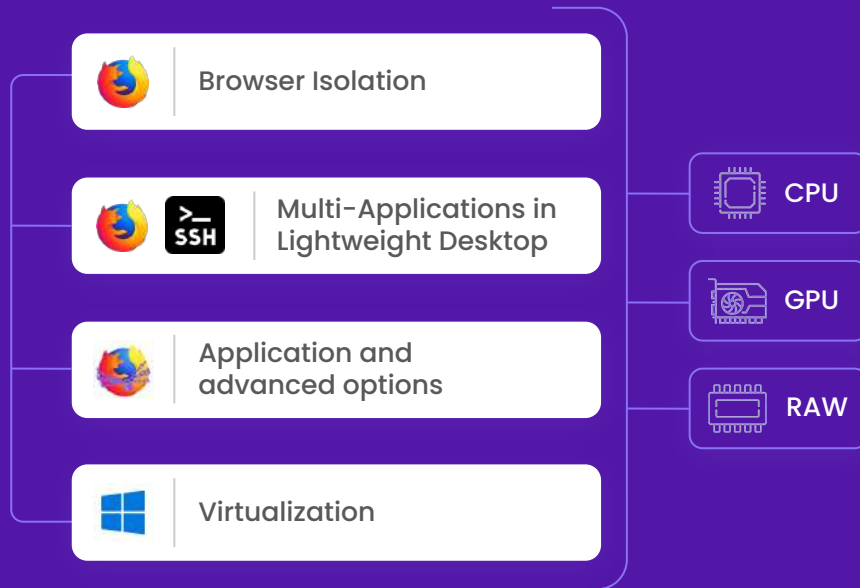 Browser Isolation
>_
SSH
Multi-Applications in
Lightweight Desktop
Application and
advanced options
Virtualization
CPU
GPU
RAW